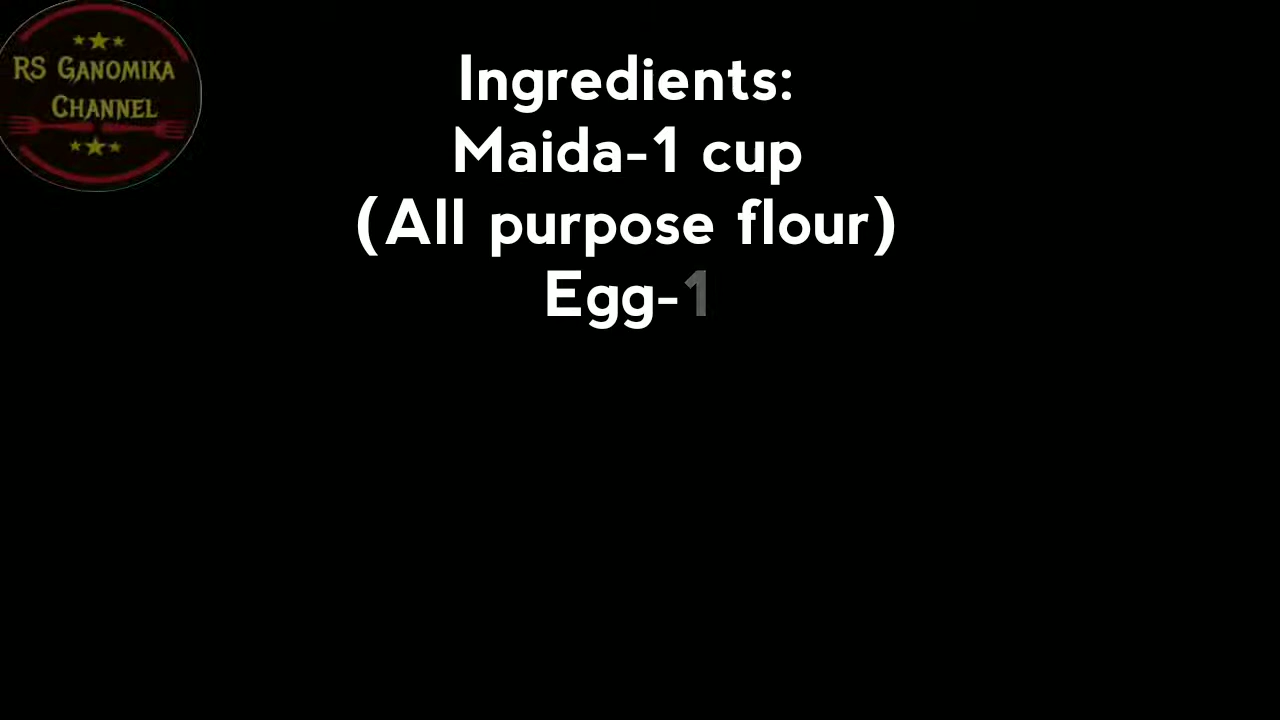 RS GANOMIKA
CHANNEL
Ingredients:
Maida-1 cup
(All purpose flour)
Egg-1